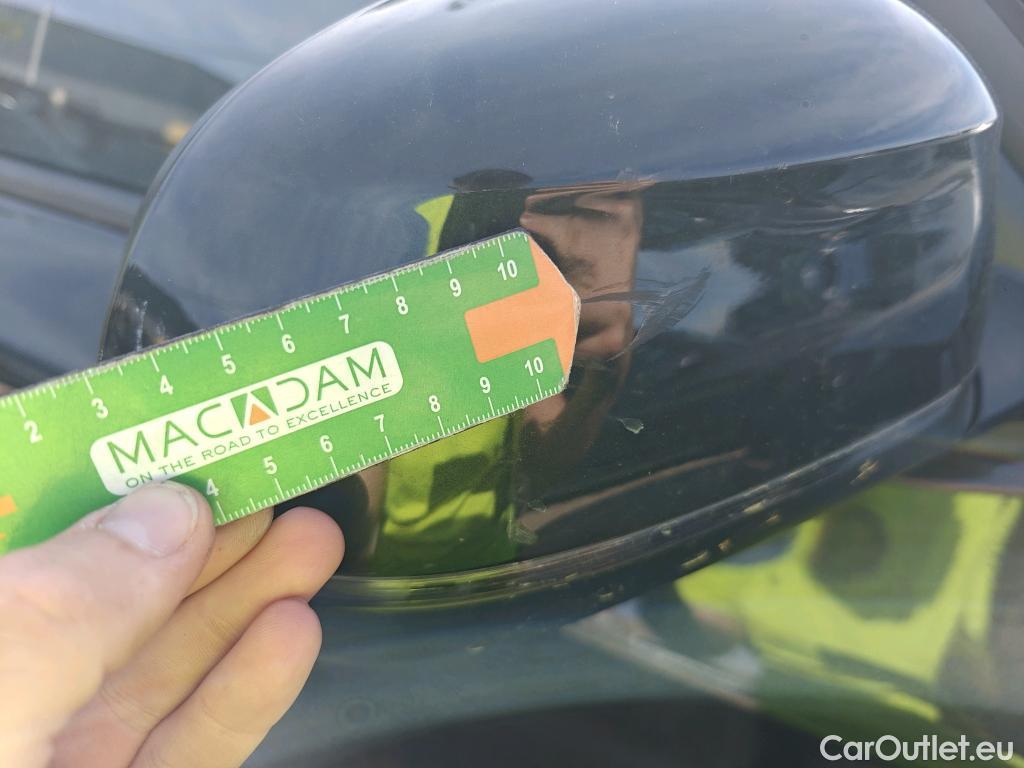 2 3 4 5 6 7 8 9 10
MACADAM
ON THE ROAD TO EXCELLENCE
4 5 6 7 8 9 10
CarOutlet.eu